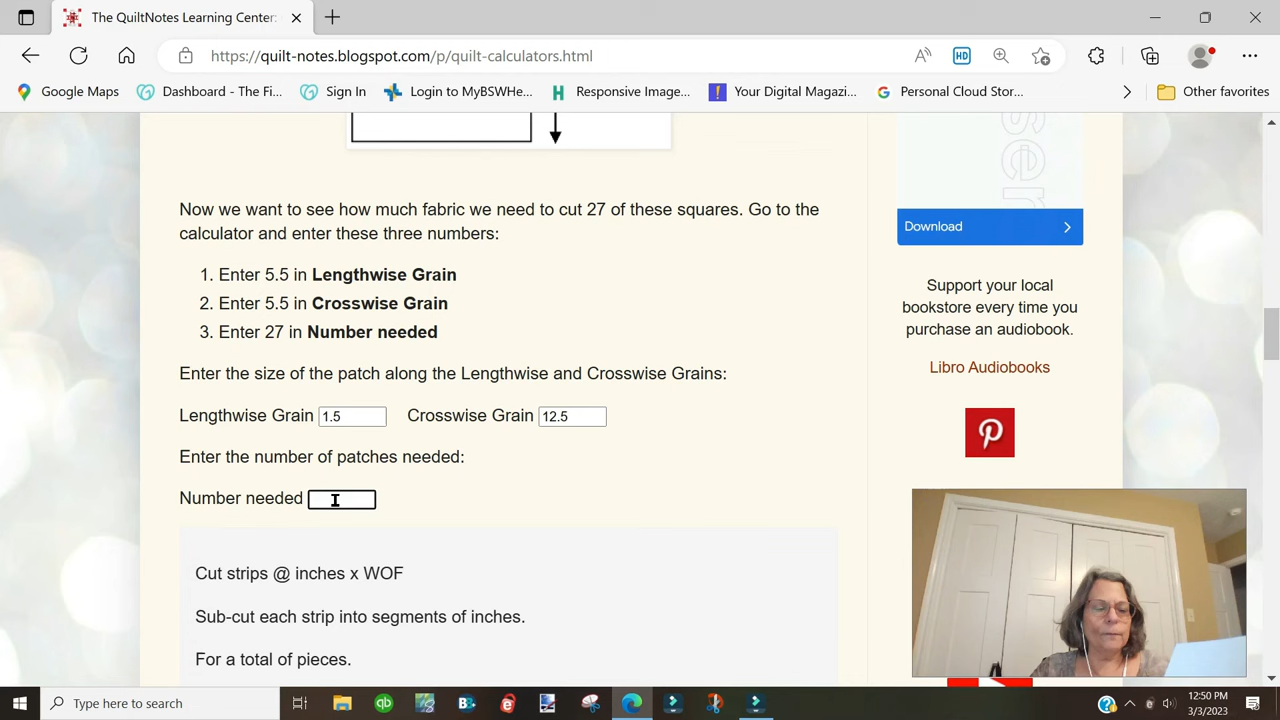 The QuiltNotes Learning Center:
https://quilt-notes.blogspot.com/p/quilt-calculators.html
HD
Google Maps
Dashboard - The Fi...
Sign In
Login to MyBSWHe...
Responsive Image...
Your Digital Magazi...
Personal Cloud Stor...
Other favorites
ser
Download
Now we want to see how much fabric we need to cut 27 of these squares. Go to the
calculator and enter these three numbers:
1. Enter 5.5 in Lengthwise Grain
2. Enter 5.5 in Crosswise Grain
3. Enter 27 in Number needed
Enter the size of the patch along the Lengthwise and Crosswise Grains:
Lengthwise Grain 1.5 Crosswise Grain 12.5
Enter the number of patches needed:
Number needed
Cut strips @ inches x WOF
Sub-cut each strip into segments of inches.
For a total of pieces.
Support your local
bookstore every time you
purchase an audiobook.
Libro Audiobooks
Type here to search
12:50 PM
3/3/2023